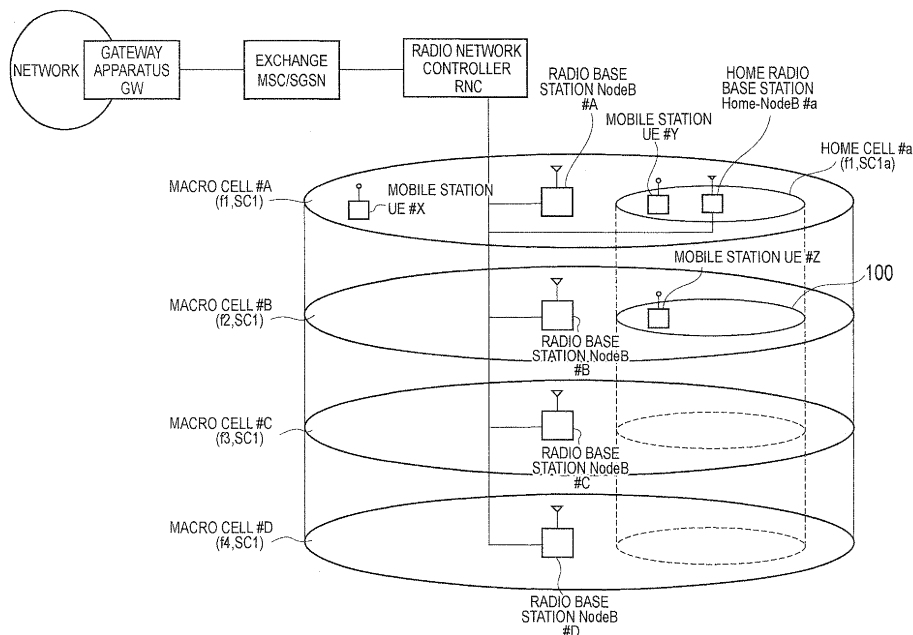 NETWORK
GATEWAY
APPARATUS
GW
EXCHANGE
MSC/SGSN
RADIO NETWORK
CONTROLLER
RNC
RADIO BASE
STATION NodeB
#A
MOBILE STATION
UE #Y
HOME RADIO
BASE STATION
Home-NodeB #a
HOME CELL #a
(f1,SC1a)
MACRO CELL #A
(f1,SC1)
MOBILE STATION
UE #X
MOBILE STATION UE #Z
100
MACRO CELL #B
(f2,SC1)
RADIO BASE
STATION NodeB
#B
MACRO CELL #C
(f3,SC1)
RADIO BASE
STATION NodeB
#C
MACRO CELL #D
(f4,SC1)
RADIO BASE
STATION NodeB
#D